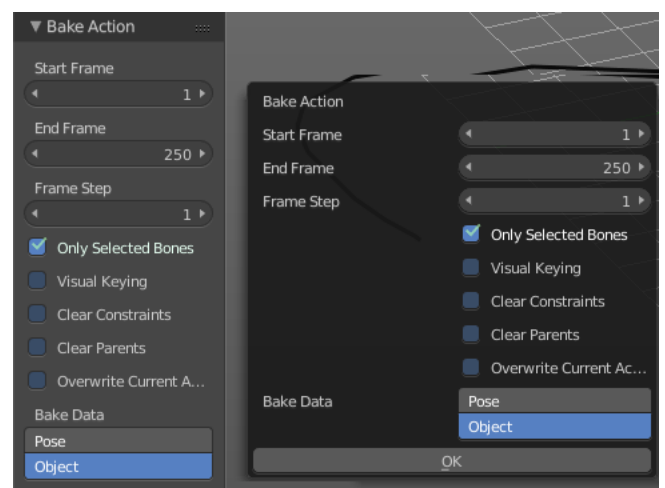 Bake Action
Start Frame
1
End Frame
250
Frame Step
1
Only Selected Bones
Visual Keying
Clear Constraints
Clear Parents
Overwrite Current A...
Bake Data
Pose
Object
Bake Action
Start Frame 1
End Frame 250
Frame Step 1
Only Selected Bones
Visual Keying
Clear Constraints
Clear Parents
Overwrite Current Ac...
Bake Data Pose
Object
OK